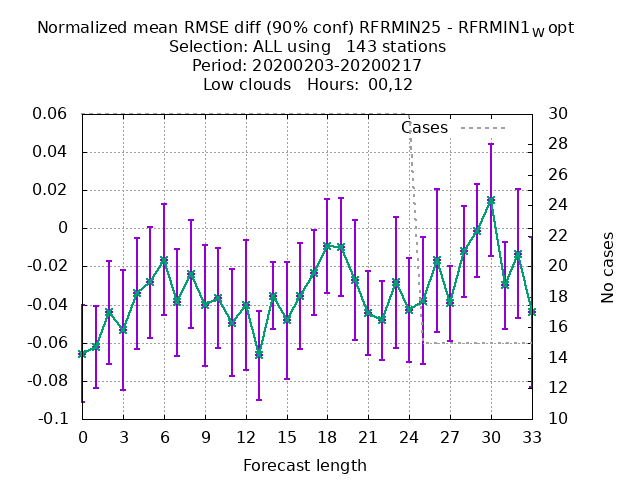 Normalized mean RMSE diff (90% conf) RFRMIN25 - RFRMIN1wopt
Selection: ALL using 143 stations
Period: 20200203-20200217
Low clouds Hours: 00,12
Cases
0.06
0.04
0.02
0
-0.02
-0.04
-0.06
-0.08
-0.1
30
28
26
24
22
20
18
16
14
12
10
No cases
0 3 6 9 12 15 18 21 24 27 30 33
Forecast length